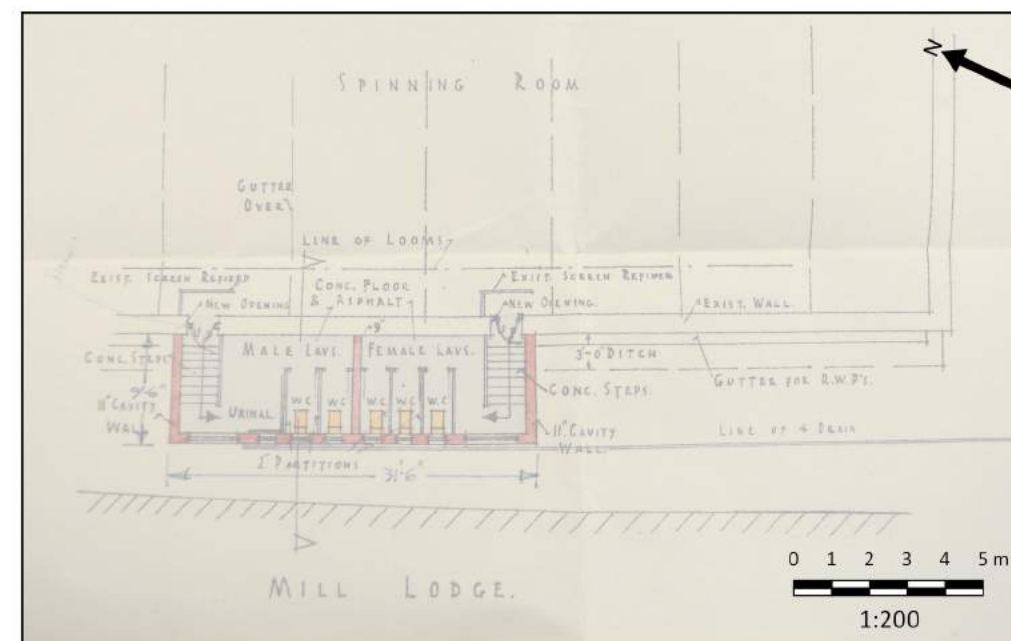 N
SPINNING ROOM
GUTTER
OVER
LINE OF LOOMS
EXIST. SCREEN REFIXED
CONC. FLOOR
& ASPHALT
EXIST SCREEN REFIXED
NEW OPENING
NEW OPENING.
EXIST. WALL.
9"
CONC. STEPS
MALE LAVS.
FEMALE LAVS.
3'-0" DITCH
9'-6"
CONC. STEPS.
GUTTER FOR R.W.P's.
11" CAVITY
WALL
URINAL
W.C
W.C
W.C
W.C
W.C
11" CAVITY
WALL
LINE OF 4 DRAIN
PARTITIONS
31'-6"
MILL LODGE.
0 1 2 3 4 5 m
1:200